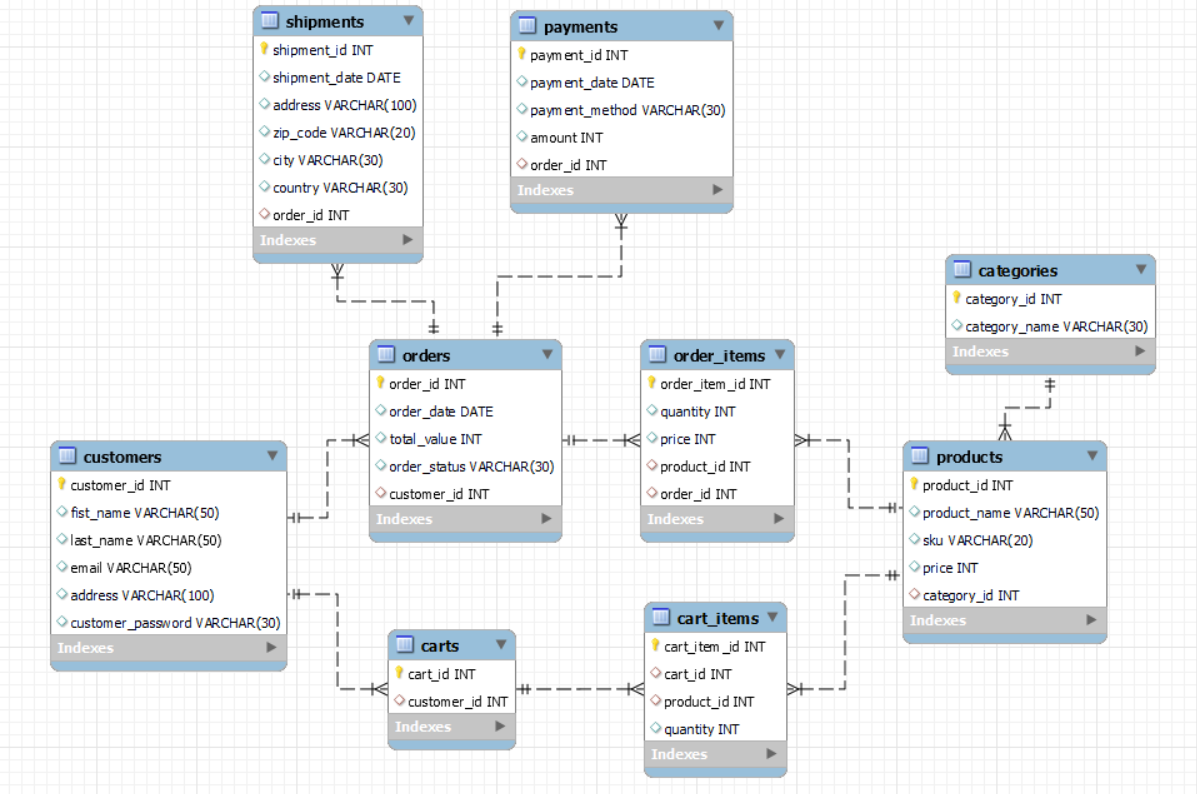 shipments
shipment_id INT
shipment_date DATE
address VARCHAR(100)
zip_code VARCHAR(20)
city VARCHAR(30)
country VARCHAR(30)
order_id INT
Indexes
payments
payment_id INT
payment_date DATE
payment_method VARCHAR(30)
amount INT
order_id INT
Indexes
categories
category_id INT
category_name VARCHAR(30)
Indexes
orders
order_id INT
order_date DATE
total_value INT
order_status VARCHAR(30)
customer_id INT
Indexes
order_items
order_item_id INT
quantity INT
price INT
product_id INT
order_id INT
Indexes
customers
customer_id INT
fist_name VARCHAR(50)
last_name VARCHAR(50)
email VARCHAR(50)
address VARCHAR(100)
customer_password VARCHAR(30)
Indexes
products
product_id INT
product_name VARCHAR(50)
sku VARCHAR(20)
price INT
category_id INT
Indexes
carts
cart_id INT
customer_id INT
Indexes
cart_items
cart_item_id INT
cart_id INT
product_id INT
quantity INT
Indexes